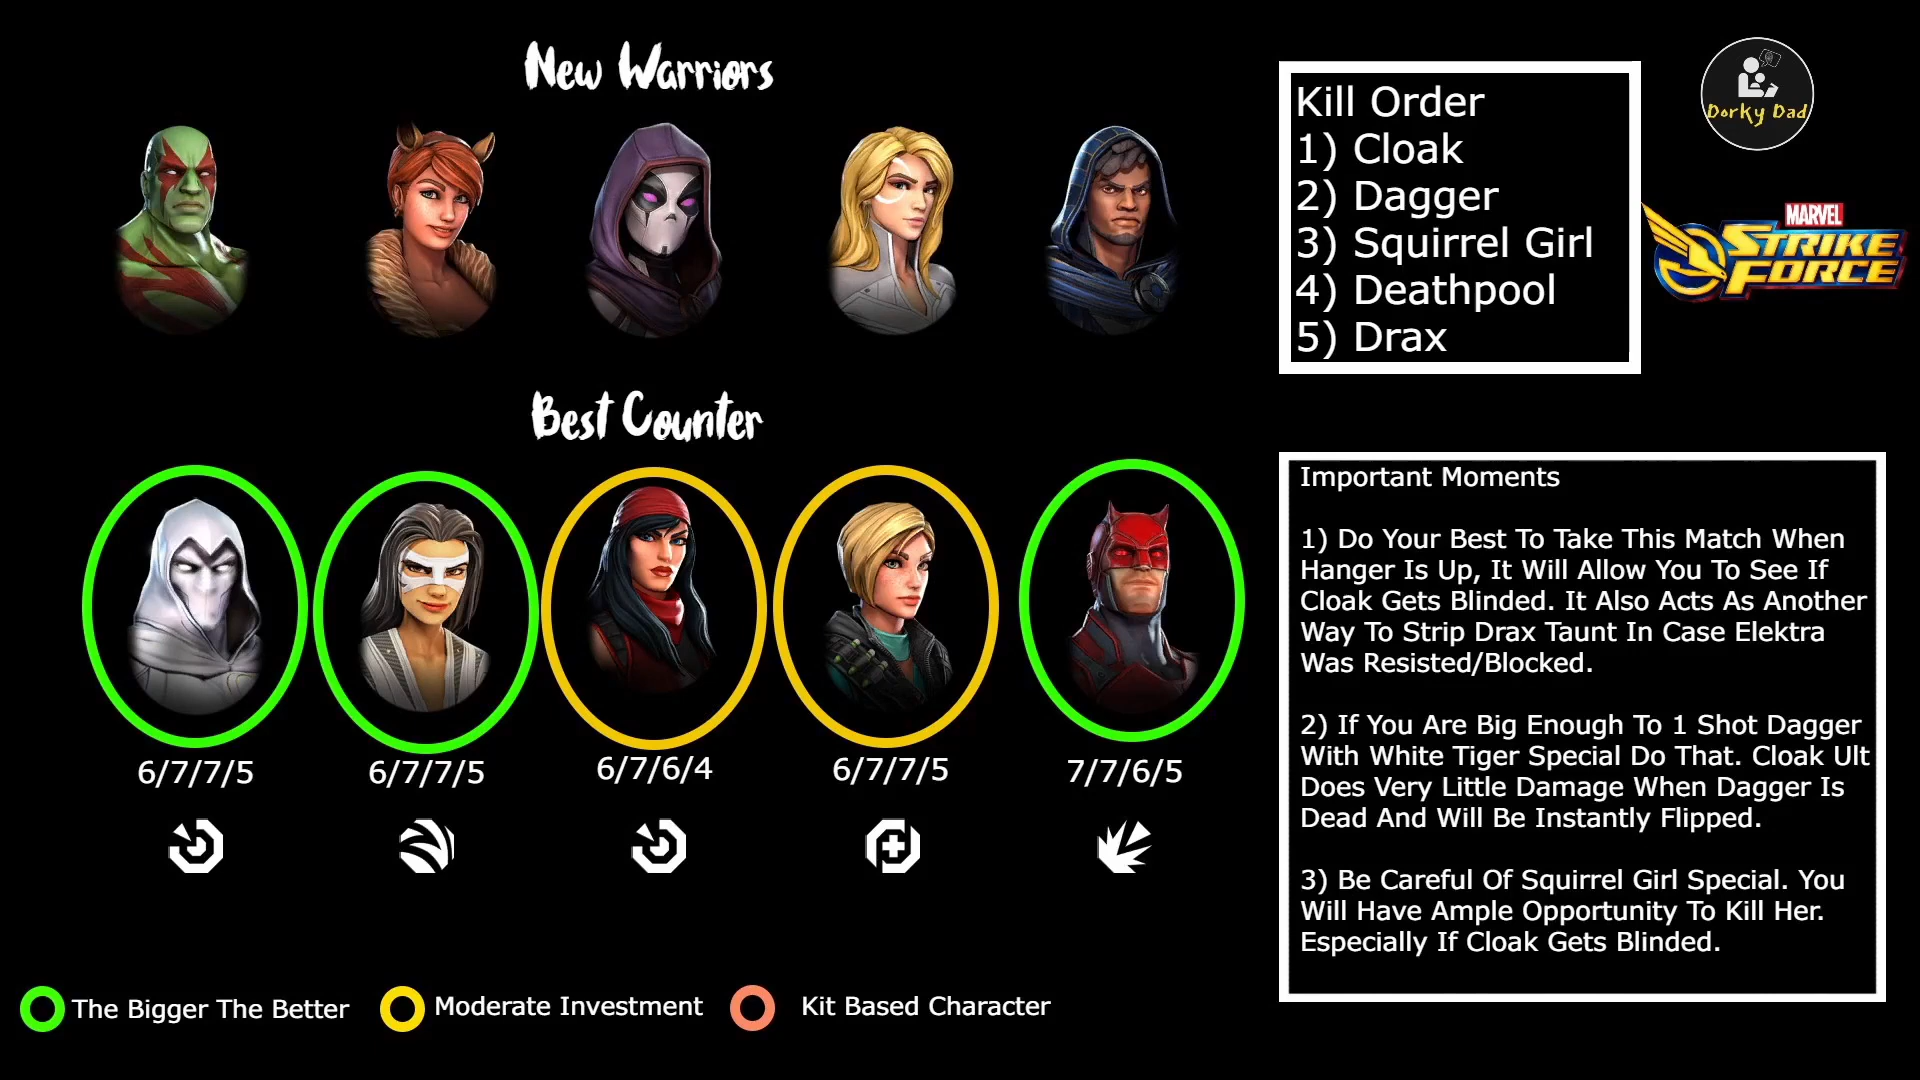 New Warriors
Kill Order
1) Cloak
2) Dagger
3) Squirrel Girl
4) Deathpool
5) Drax
Dorky Dad
MARVEL
STRIKE
FORCE
Best Counter
6/7/7/5
6/7/7/5
6/7/6/4
6/7/7/5
7/7/6/5
Important Moments
1) Do Your Best To Take This Match When
Hanger Is Up, It Will Allow You To See If
Cloak Gets Blinded. It Also Acts As Another
Way To Strip Drax Taunt In Case Elektra
Was Resisted/Blocked.
2) If You Are Big Enough To 1 Shot Dagger
With White Tiger Special Do That. Cloak Ult
Does Very Little Damage When Dagger Is
Dead And Will Be Instantly Flipped.
3) Be Careful Of Squirrel Girl Special. You
Will Have Ample Opportunity To Kill Her.
Especially If Cloak Gets Blinded.
The Bigger The Better
Moderate Investment
Kit Based Character